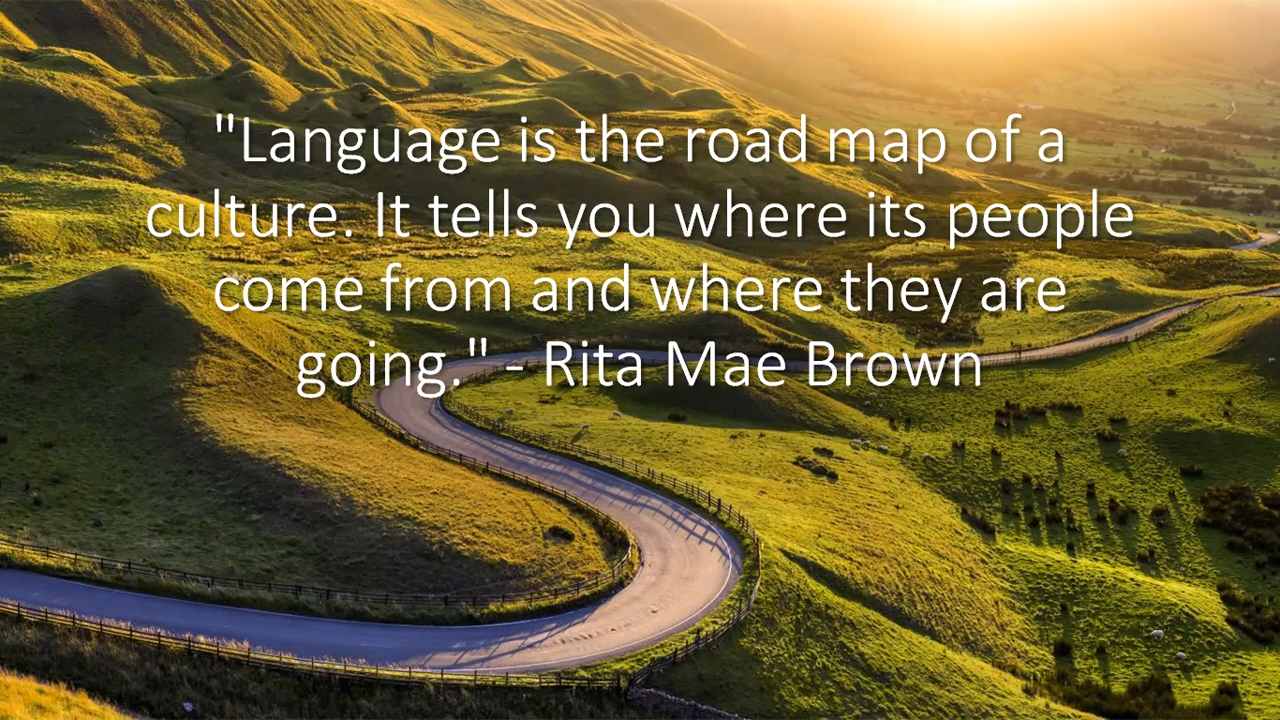 "Language is the road map of a
culture. It tells you where its people
come from and where they are
going." - Rita Mae Brown